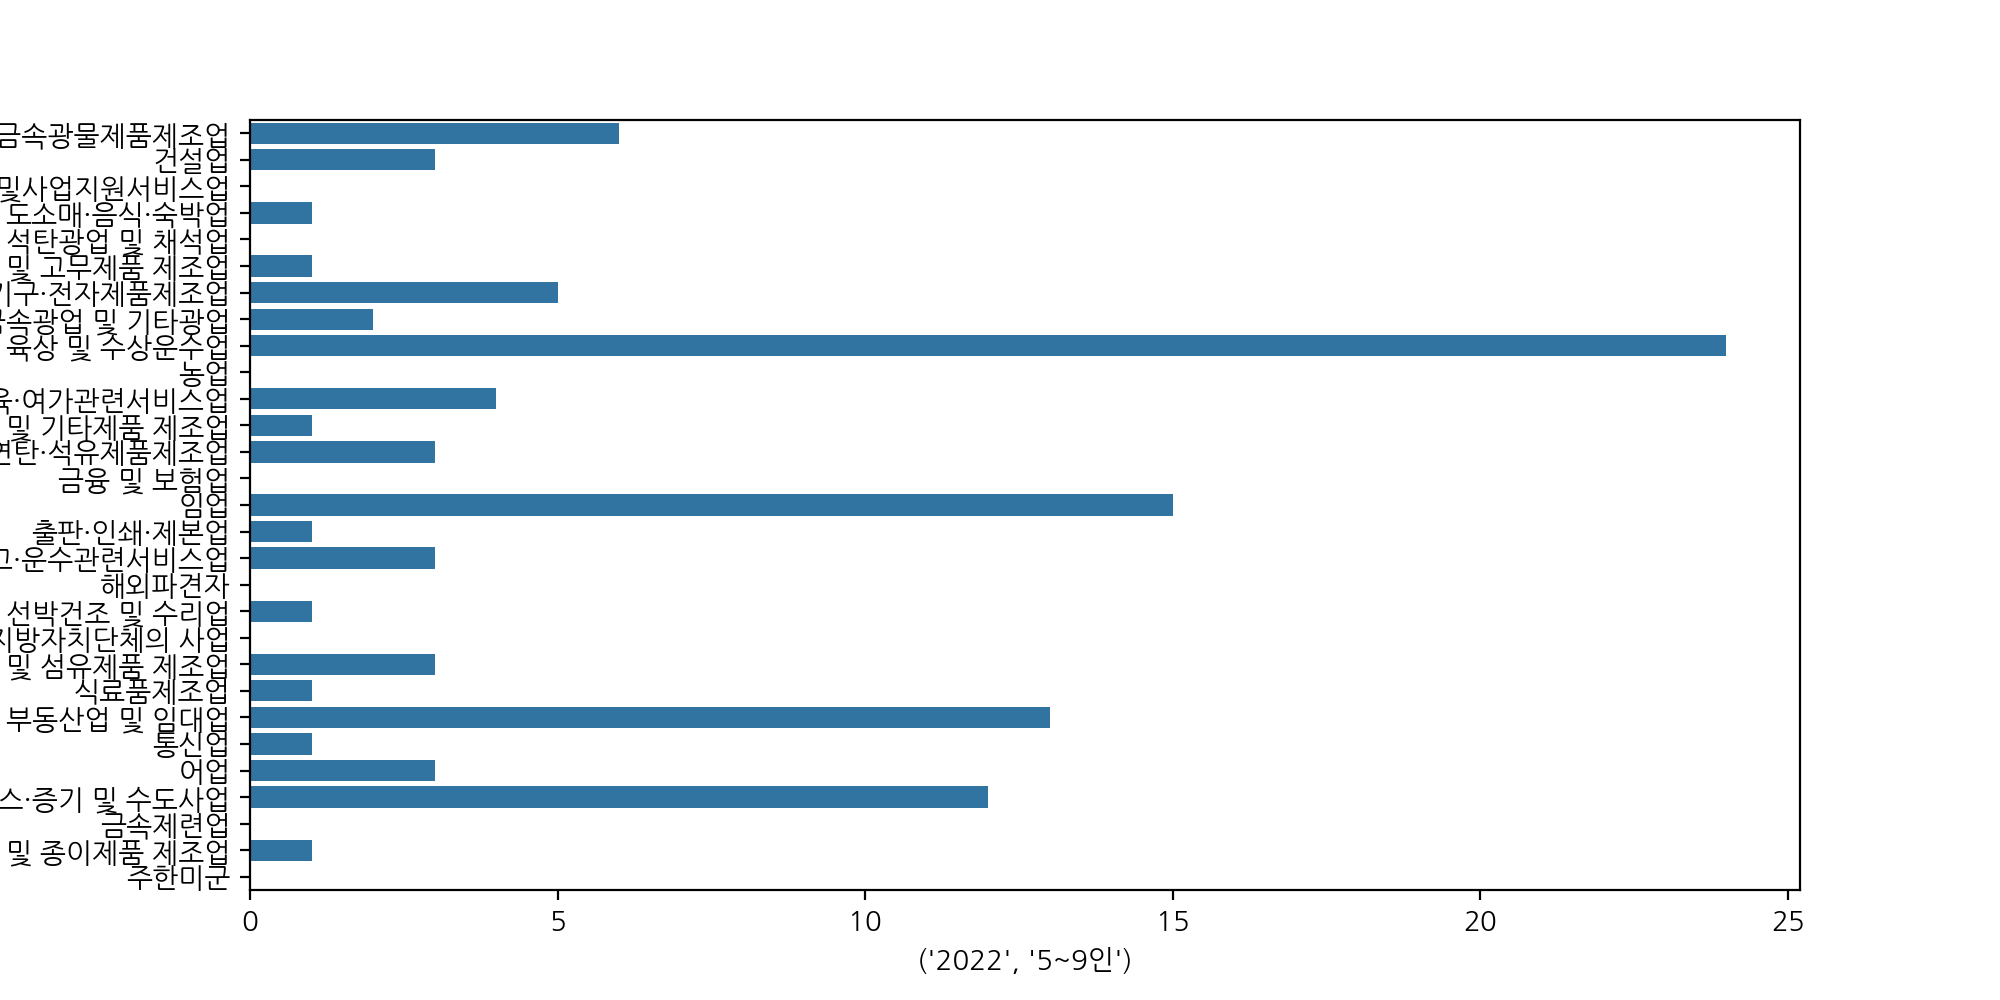 금속광물제품제조업
건설업
및사업지원서비스업
도소매·음식·숙박업
석탄광업 및 채석업
및 고무제품 제조업
기구·전자제품제조업
금속광업 및 기타광업
육상 및 수상운수업
농업
육·여가관련서비스업
및 기타제품 제조업
연탄·석유제품제조업
금융 및 보험업
임업
출판·인쇄·제본업
고·운수관련서비스업
해외파견자
선박건조 및 수리업
지방자치단체의 사업
및 섬유제품 제조업
식료품제조업
부동산업 및 임대업
통신업
어업
스·증기 및 수도사업
금속제련업
및 종이제품 제조업
주한미군
0 5 10 15 20 25
('2022', '5~9인')